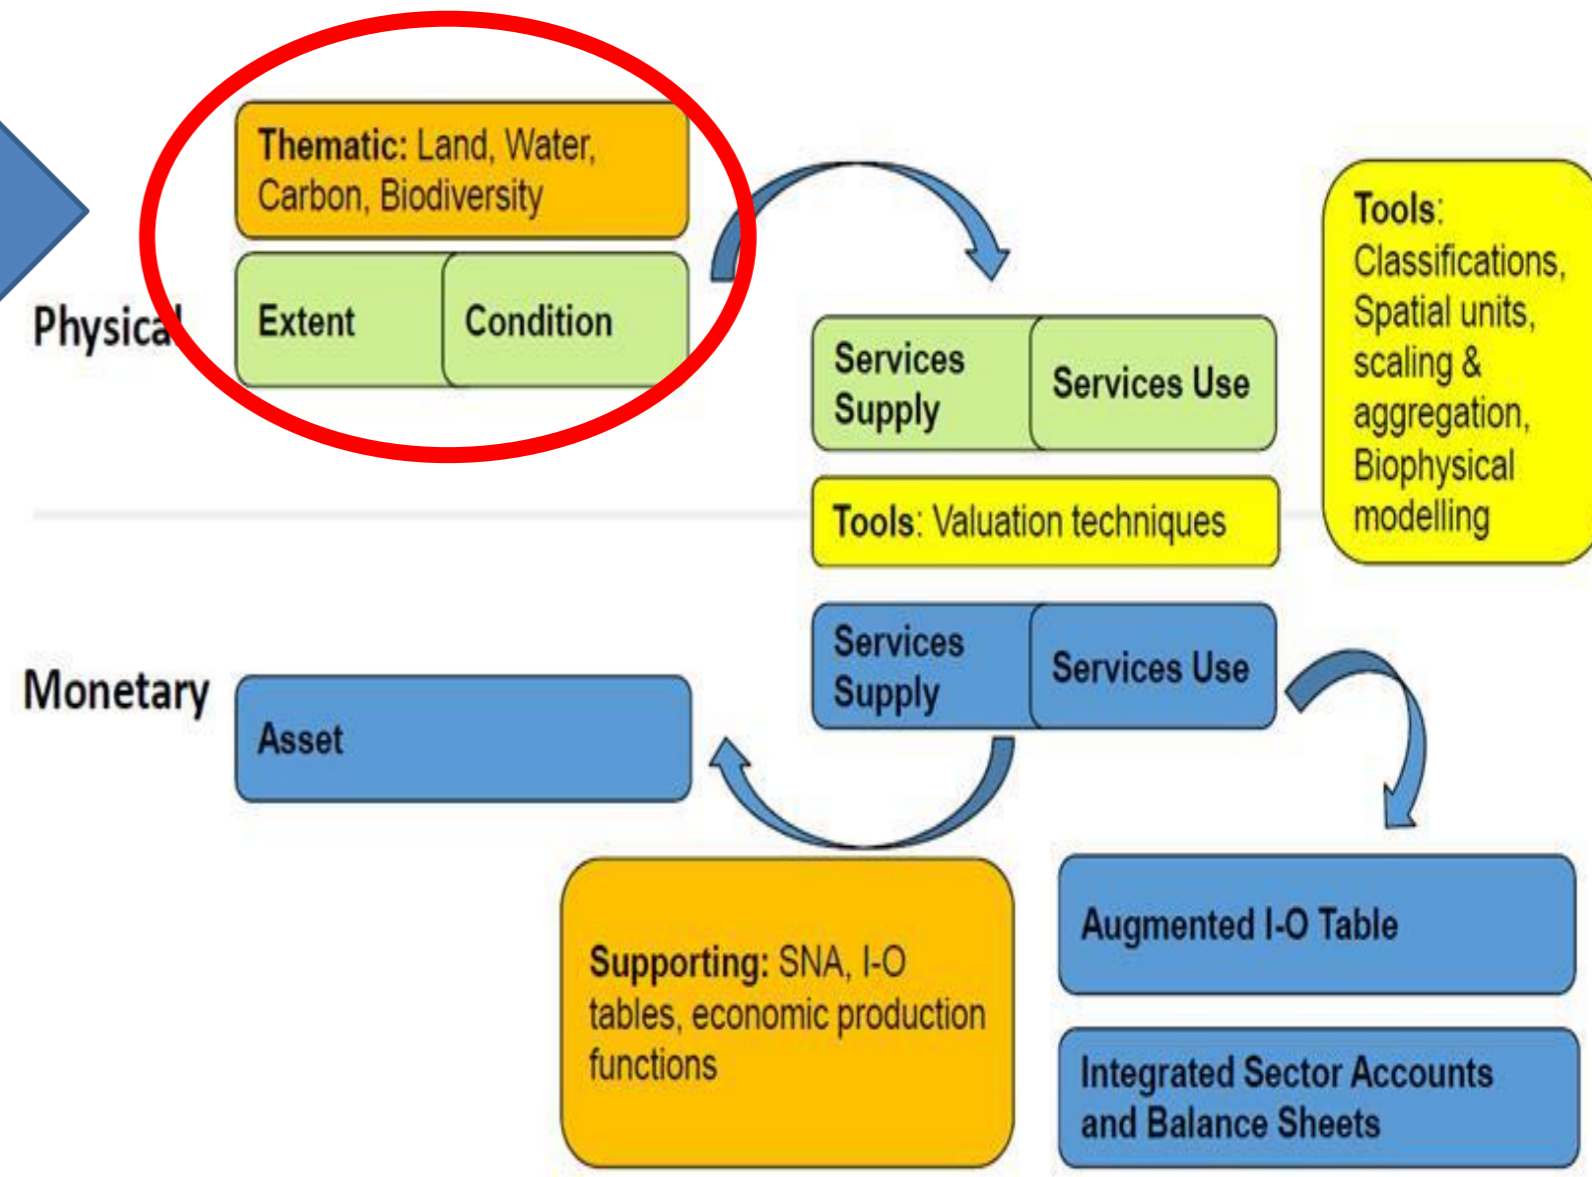 Thematic: Land, Water,
Carbon, Biodiversity
Physical
Extent
Condition
Services
Supply
Services Use
Tools:
Classifications,
Spatial units,
scaling &
aggregation,
Biophysical
modelling
Tools: Valuation techniques
Monetary
Asset
Services
Supply
Services Use
Supporting: SNA, I-O
tables, economic production
functions
Augmented I-O Table
Integrated Sector Accounts
and Balance Sheets